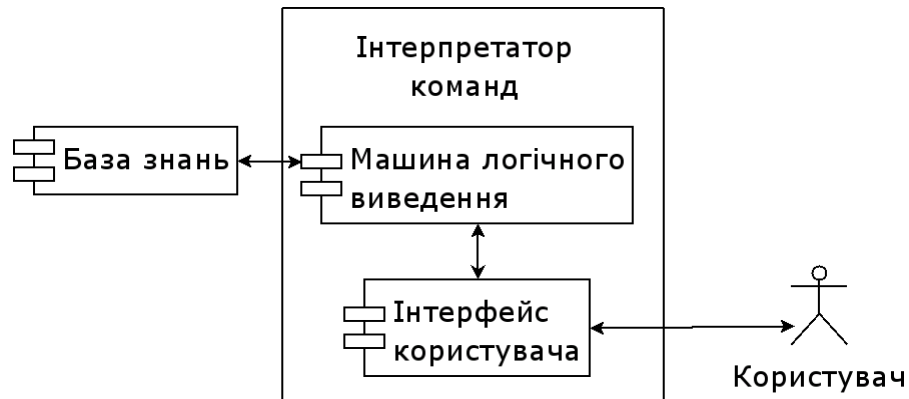 Інтерпретатор
команд
База знань
Машина логічного
виведення
Інтерфейс
користувача
Користувач